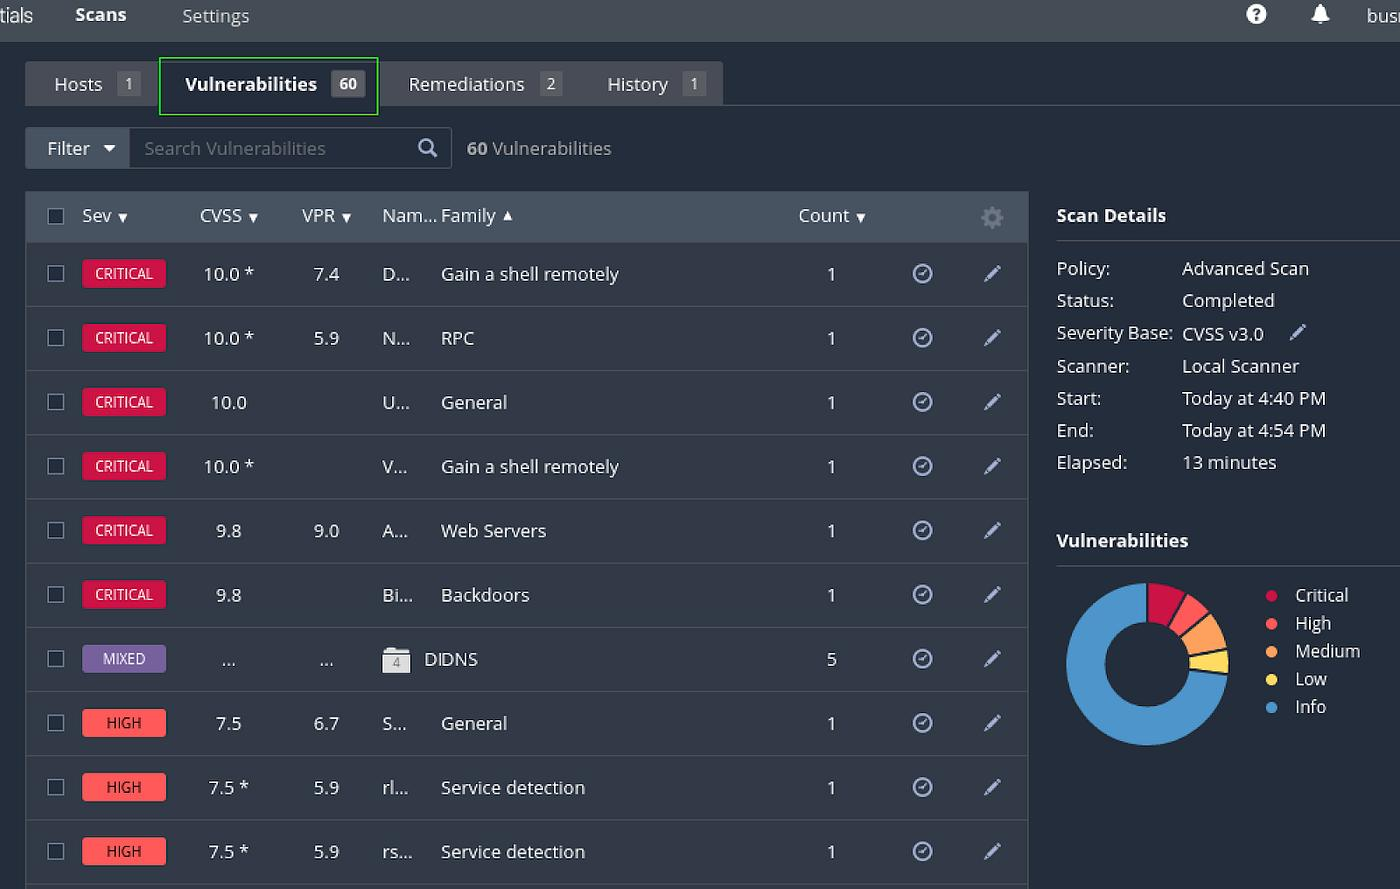 tials Scans Settings busi
Hosts 1 Vulnerabilities 60 Remediations 2 History 1
Filter Search Vulnerabilities 60 Vulnerabilities
Sev CVSS VPR Nam... Family Count
CRITICAL 10.0 * 7.4 D... Gain a shell remotely 1
CRITICAL 10.0 * 5.9 N... RPC 1
CRITICAL 10.0 U... General 1
CRITICAL 10.0 * V... Gain a shell remotely 1
CRITICAL 9.8 9.0 A... Web Servers 1
CRITICAL 9.8 Bi... Backdoors 1
MIXED ... ... 4 DIDNS 5
HIGH 7.5 6.7 S... General 1
HIGH 7.5 * 5.9 rl... Service detection 1
HIGH 7.5 * 5.9 rs... Service detection 1
Scan Details
Policy: Advanced Scan
Status: Completed
Severity Base: CVSS v3.0
Scanner: Local Scanner
Start: Today at 4:40 PM
End: Today at 4:54 PM
Elapsed: 13 minutes
Vulnerabilities
Critical
High
Medium
Low
Info